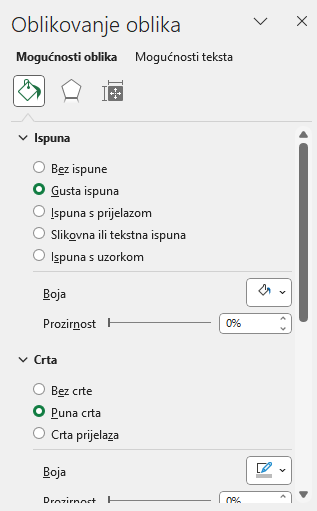 Oblikovanje oblika
Mogućnosti oblika Mogućnosti teksta
Ispuna
Bez ispune
Gusta ispuna
Ispuna s prijelazom
Slikovna ili tekstna ispuna
Ispuna s uzorkom
Boja
Prozirnost 0%
Crta
Bez crte
Puna crta
Crta prijelaza
Boja
Prozirnost 0%